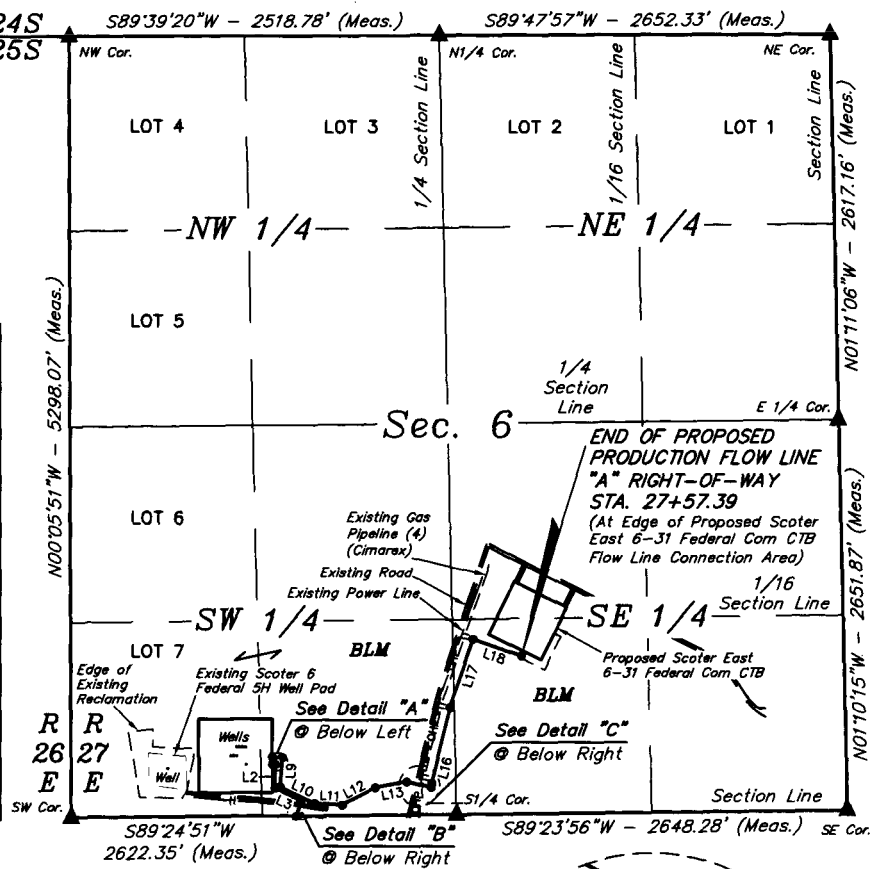 24S
S89°39'20"W - 2518.78' (Meas.)
S89°47'57"W - 2652.33' (Meas.)
25S
NW Cor.
N1/4 Cor.
NE Cor.
1/4 Section Line
1/16 Section Line
Section Line
LOT 4
LOT 3
LOT 2
LOT 1
N01°11'06"W - 2617.16' (Meas.)
NW 1/4
NE 1/4
N00°05'51"W - 5298.07' (Meas.)
LOT 5
1/4
Section
Line
E 1/4 Cor.
Sec. 6
END OF PROPOSED
PRODUCTION FLOW LINE
"A" RIGHT-OF-WAY
STA. 27+57.39
(At Edge of Proposed Scoter
East 6-31 Federal Com CTB
Flow Line Connection Area)
LOT 6
Existing Gas
Pipeline (4)
(Cimarex)
Existing Road
Existing Power Line
1/16
Section Line
N01°10'15"W - 2651.87' (Meas.)
SW 1/4
SE 1/4
LOT 7
BLM
L17
L18
Proposed Scoter East
6-31 Federal Com CTB
BLM
Edge of
Existing
Reclamation
Existing Scoter 6
Federal 5H Well Pad
See Detail "A"
@ Below Left
See Detail "C"
@ Below Right
R R
26 27
E E
Wells
Well
L2
L9
L10
L11
L12
L13
L16
L3
SW Cor.
S1/4 Cor.
Section Line
SE Cor.
S89°24'51"W
2622.35' (Meas.)
See Detail "B"
@ Below Right
S89°23'56"W - 2648.28' (Meas.)